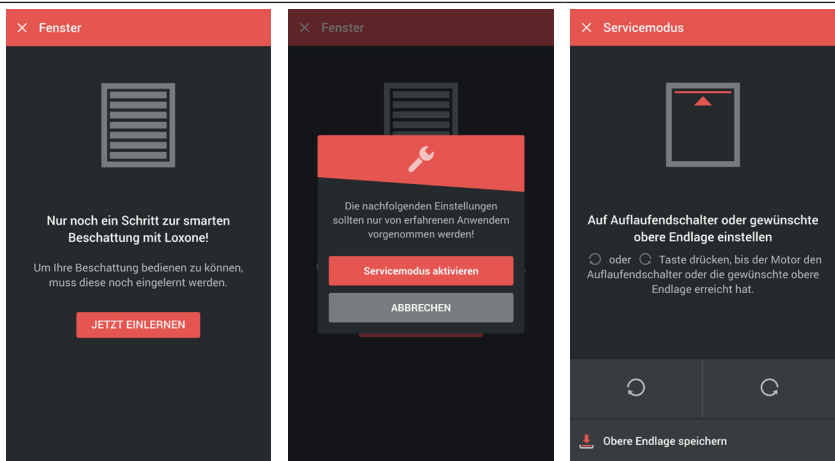 Fenster
Nur noch ein Schritt zur smarten
Beschattung mit Loxone!
Um Ihre Beschattung bedienen zu können,
muss diese noch eingelernt werden.
JETZT EINLERNEN
Fenster
Die nachfolgenden Einstellungen
sollten nur von erfahrenen Anwendern
vorgenommen werden!
Servicemodus aktivieren
ABBRECHEN
Servicemodus
Auf Auflaufendschalter oder gewünschte
obere Endlage einstellen
oder Taste drücken, bis der Motor den
Auflaufendschalter oder die gewünschte obere
Endlage erreicht hat.
Obere Endlage speichern